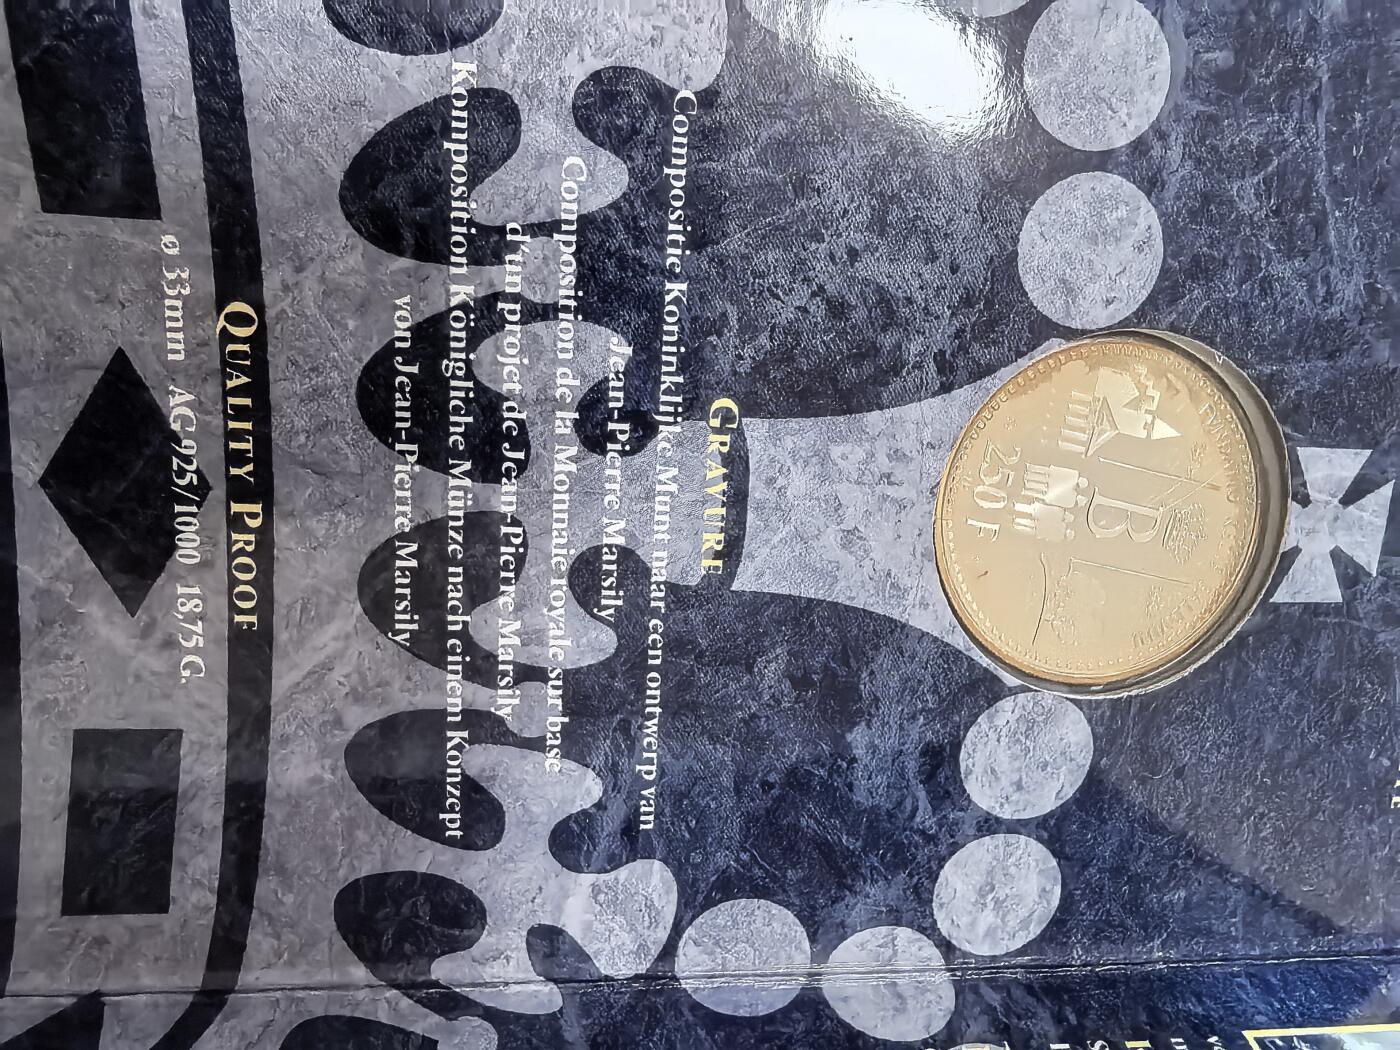 250 F
B
GRAVURE
Compositie Koninklijke Munt naar een ontwerp van
Jean-Pierre Marsily
Composition de la Monnaie royale sur base
d'un projet de Jean-Pierre Marsily
Komposition Königliche Münze nach einem Konzept
von Jean-Pierre Marsily
QUALITY PROOF
ø 33mm AG 925/1000 18,75 G.